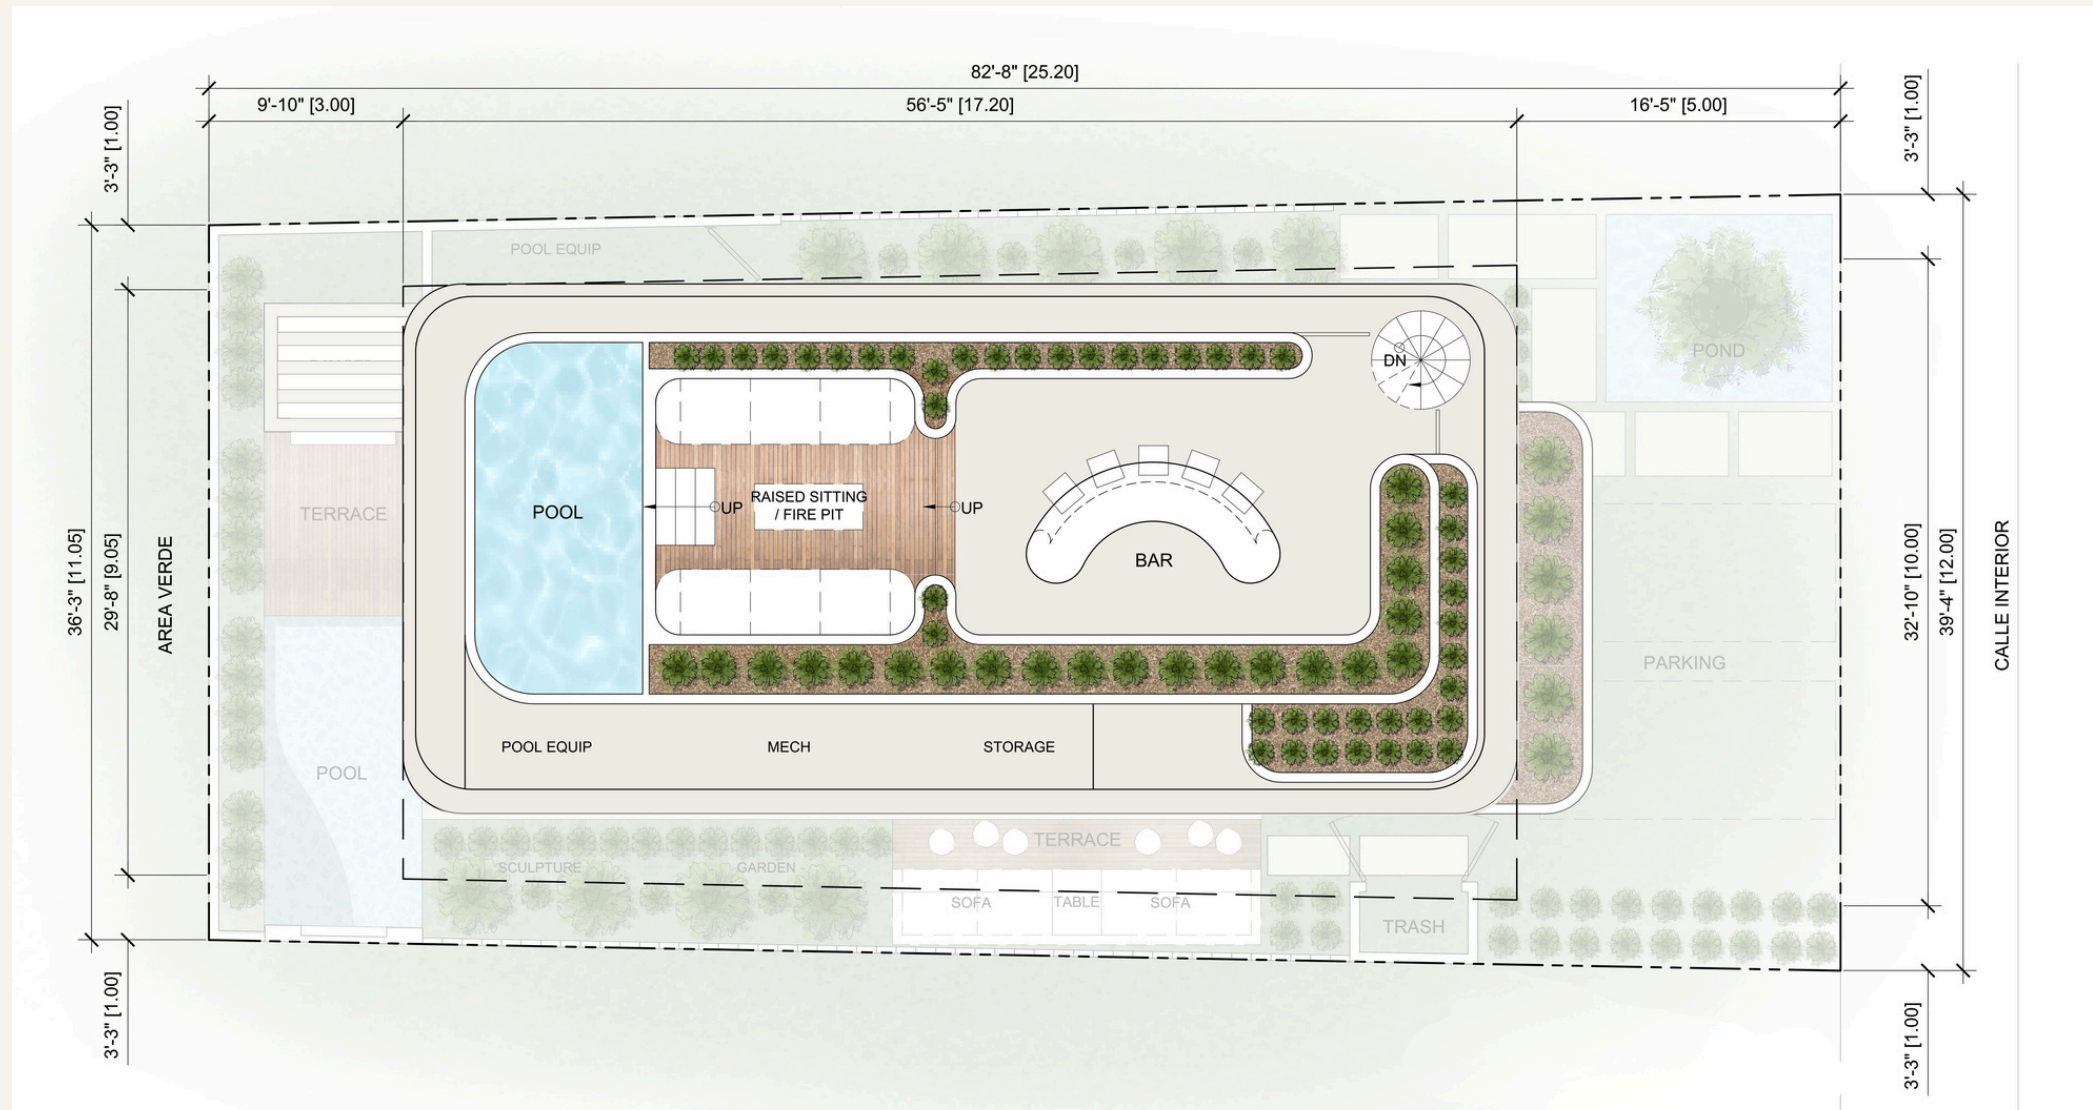 82'-8" [25.20]
9'-10" [3.00]
56'-5" [17.20]
16'-5" [5.00]
3'-3" [1.00]
3'-3" [1.00]
POOL EQUIP
POND
DN
TERRACE
POOL
UP
RAISED SITTING
/ FIRE PIT
UP
BAR
36'-3" [11.05]
29'-8" [9.05]
AREA VERDE
32'-10" [10.00]
39'-4" [12.00]
CALLE INTERIOR
PARKING
POOL
POOL EQUIP
MECH
STORAGE
TERRACE
SCULPTURE
GARDEN
SOFA
TABLE
SOFA
TRASH
3'-3" [1.00]
3'-3" [1.00]